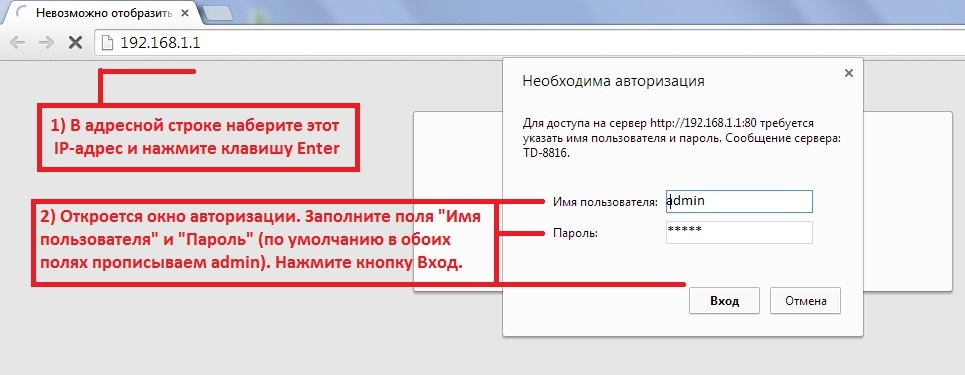 Невозможно отобразить
192.168.1.1
1) В адресной строке наберите этот
IP-адрес и нажмите клавишу Enter
Необходима авторизация
Для доступа на сервер http://192.168.1.1:80 требуется
указать имя пользователя и пароль. Сообщение сервера:
TD-8816.
2) Откроется окно авторизации. Заполните поля "Имя
пользователя" и "Пароль" (по умолчанию в обоих
полях прописываем admin). Нажмите кнопку Вход.
Имя пользователя: admin
Пароль: *****
Вход Отмена